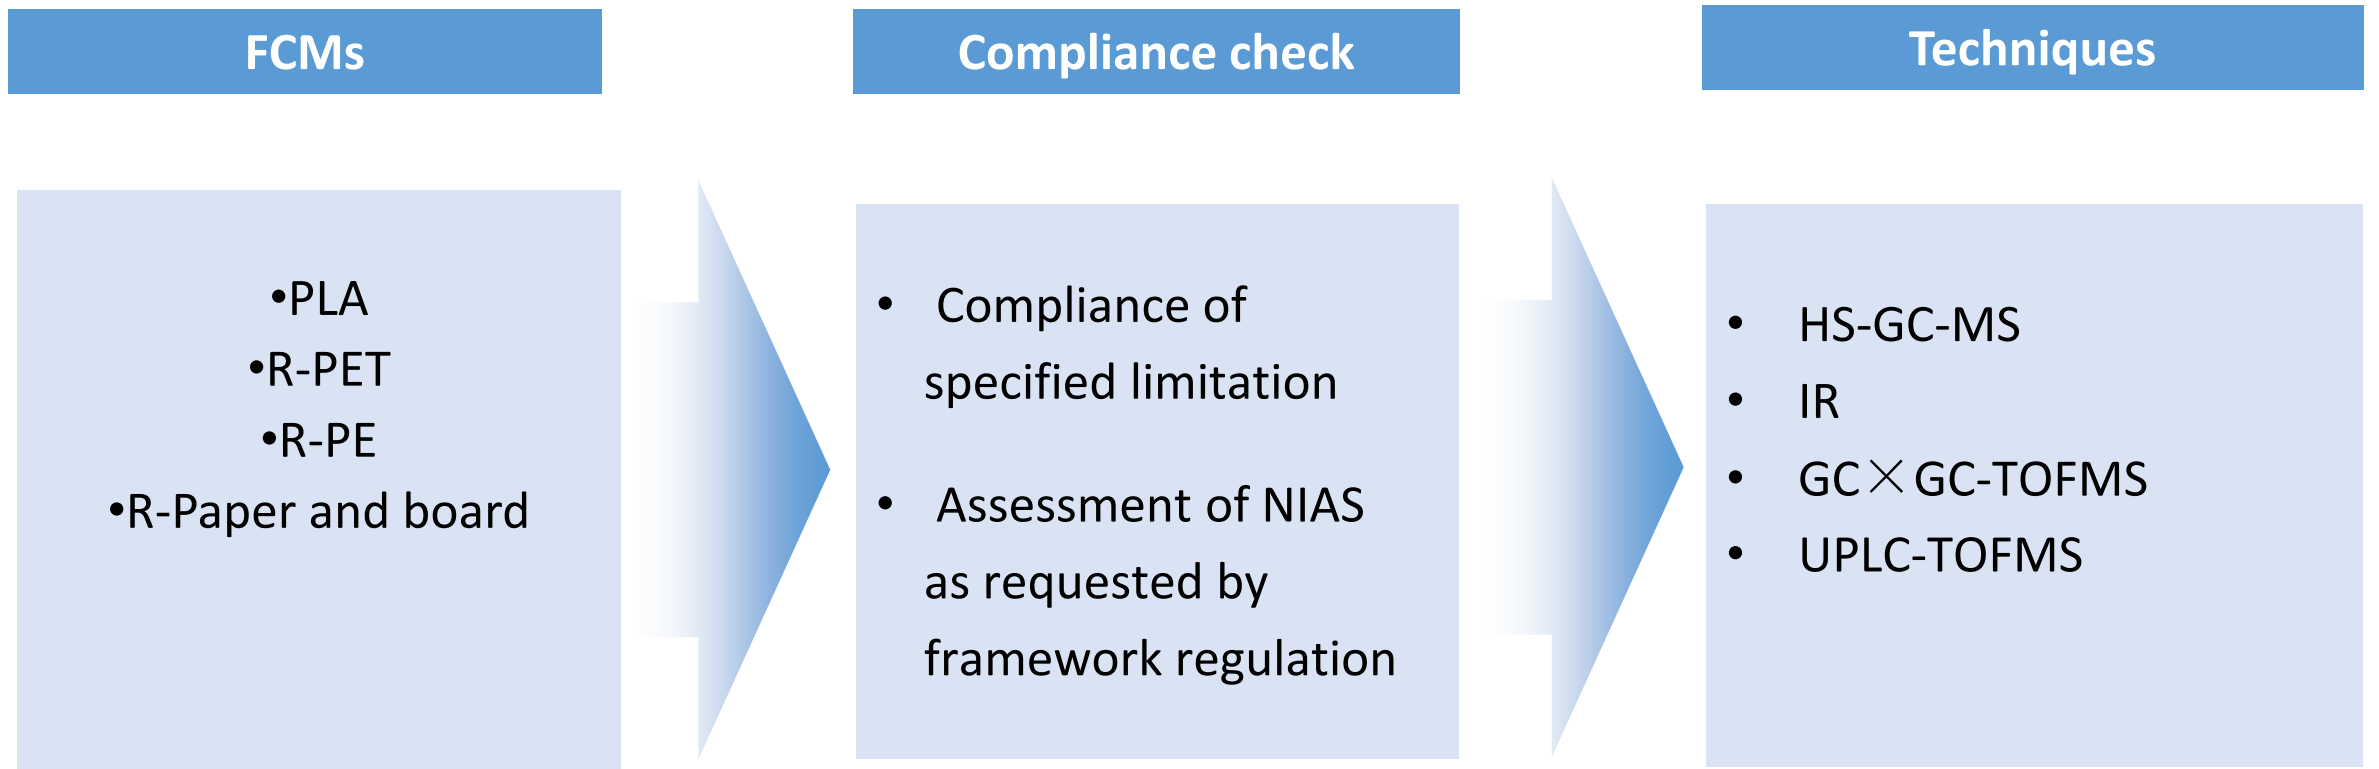 FCMs
•PLA
•R-PET
•R-PE
•R-Paper and board
Compliance check
• Compliance of
specified limitation
• Assessment of NIAS
as requested by
framework regulation
Techniques
• HS-GC-MS
• IR
• GC×GC-TOFMS
• UPLC-TOFMS